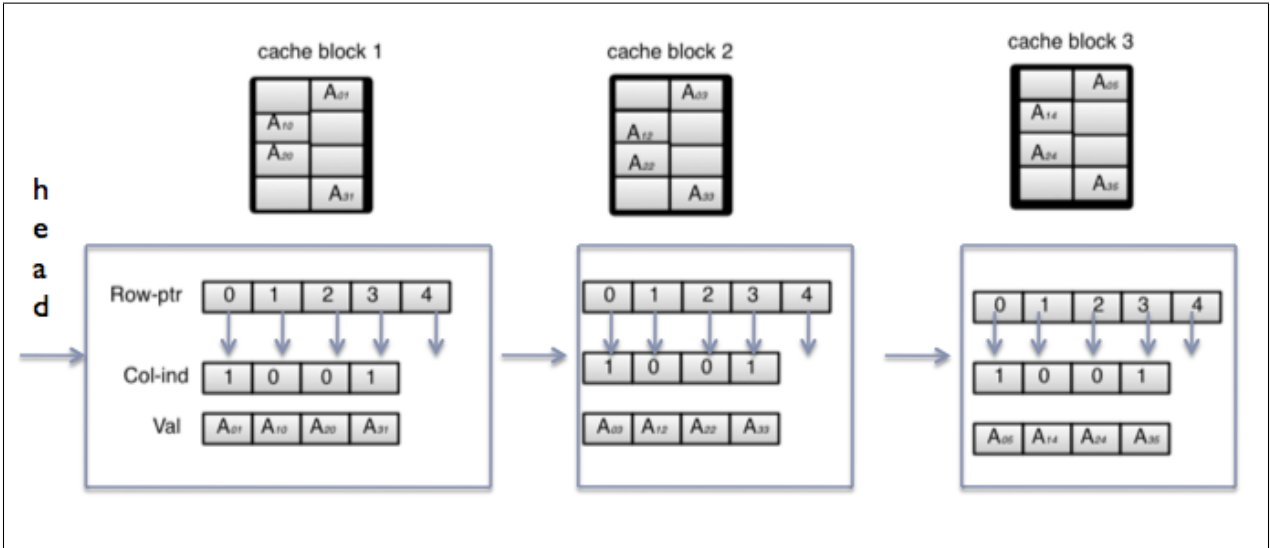 cache block 1
cache block 2
cache block 3
A01
A03
A05
A10
A12
A14
A20
A22
A24
A31
A33
A35
head
Row-ptr 0 1 2 3 4
0 1 2 3 4
0 1 2 3 4
Col-ind 1 0 0 1
1 0 0 1
1 0 0 1
Val A01 A10 A20 A31
A03 A12 A22 A33
A05 A14 A24 A35